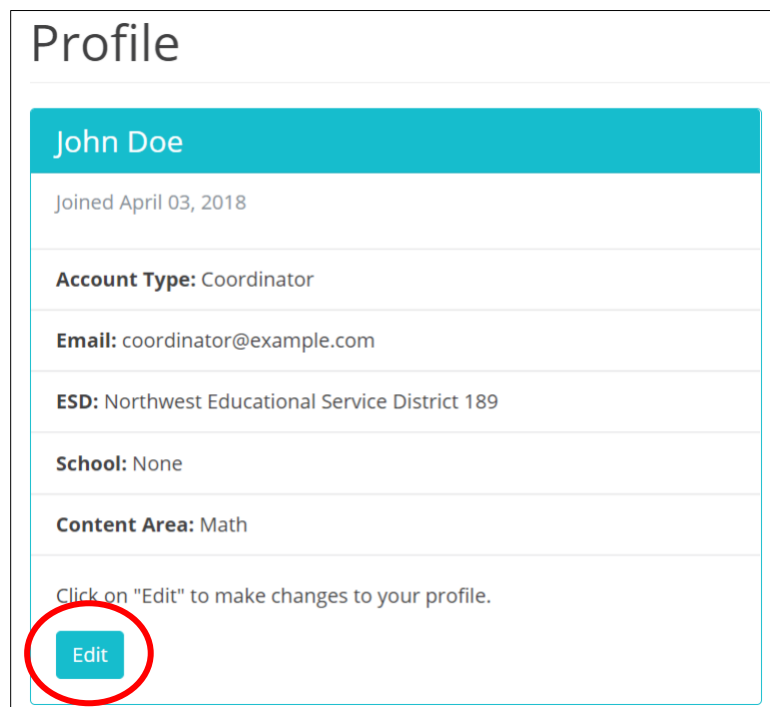 Profile
John Doe
Joined April 03, 2018
Account Type: Coordinator
Email: coordinator@example.com
ESD: Northwest Educational Service District 189
School: None
Content Area: Math
Click on "Edit" to make changes to your profile.
Edit